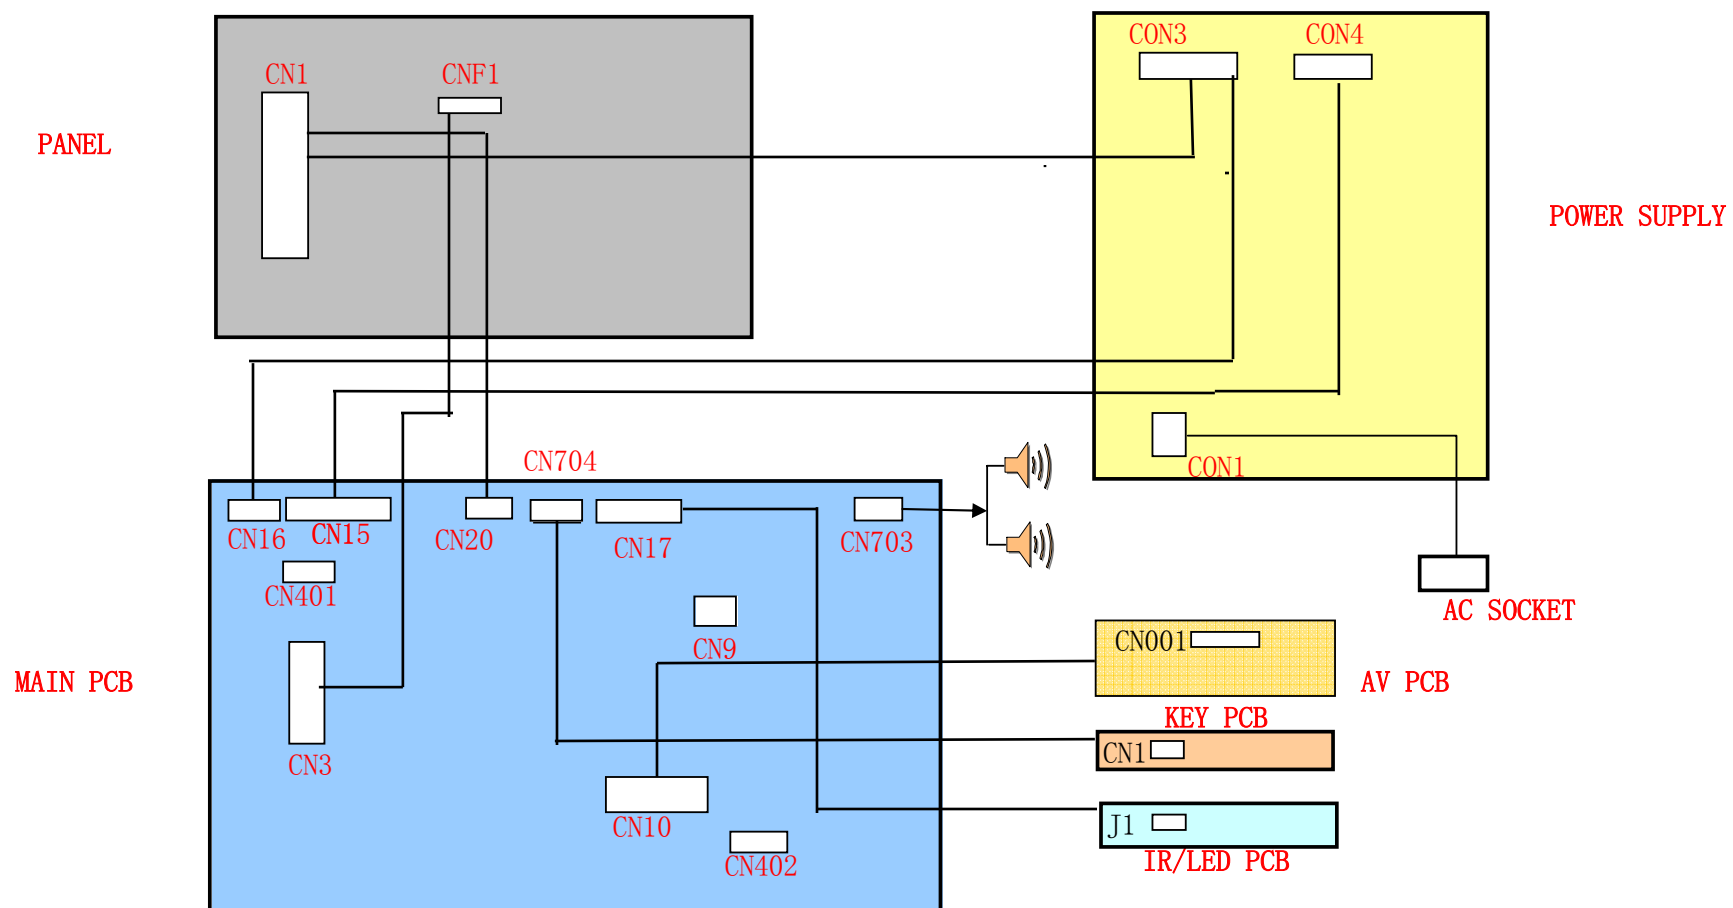 CON3
CON4
CN1
CNF1
PANEL
POWER SUPPLY
CN704
CON1
CN16
CN15
CN20
CN17
CN703
CN401
AC SOCKET
CN9
CN001
MAIN PCB
AV PCB
KEY PCB
CN3
CN1
CN10
J1
CN402
IR/LED PCB